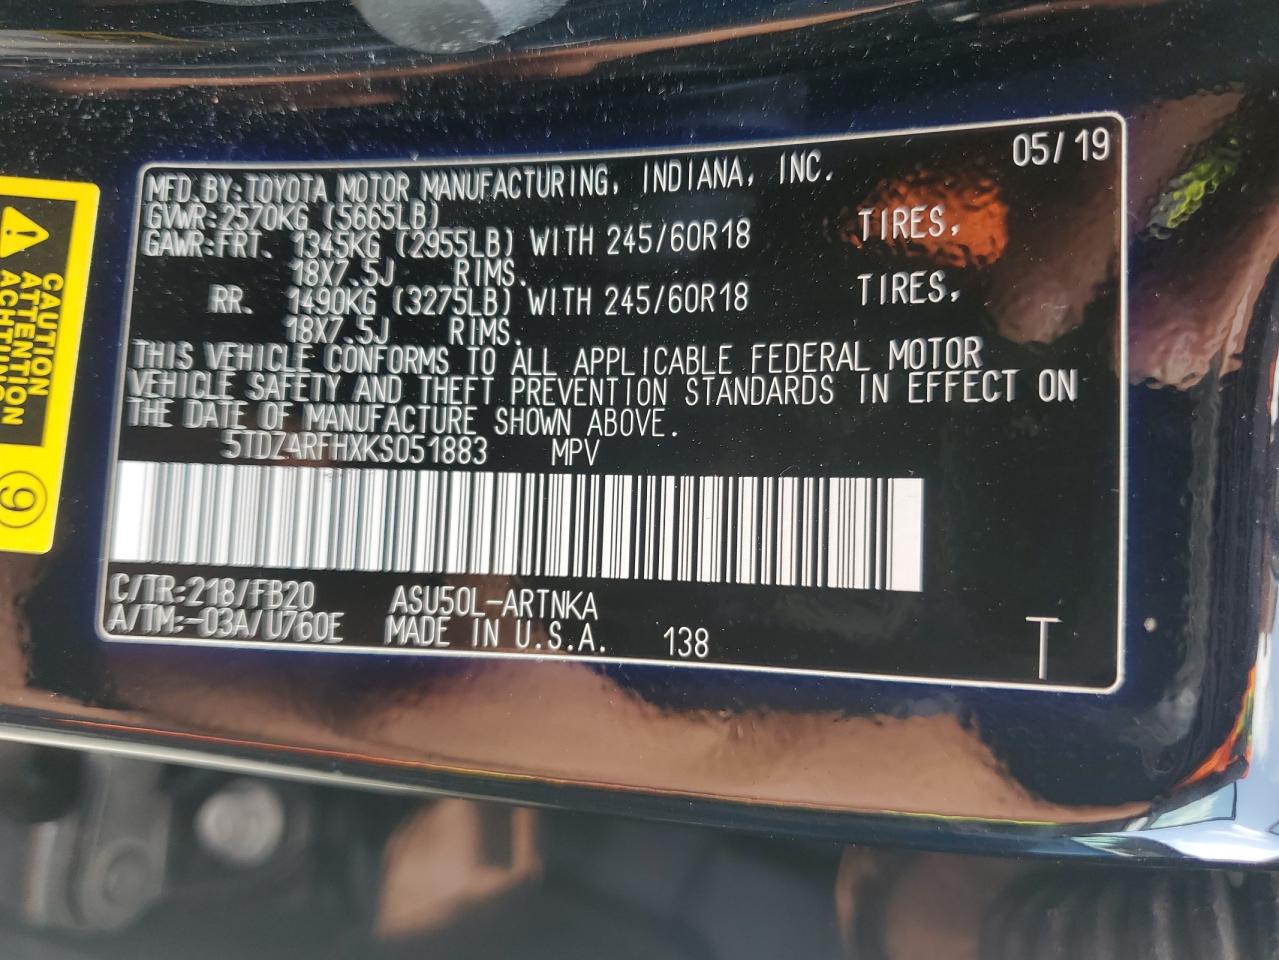 05/19
MFD.BY:TOYOTA MOTOR MANUFACTURING, INDIANA, INC.
GVWR:2570KG (5665LB)
GAWR:FRT. 1345KG (2955LB) WITH 245/60R18 TIRES,
18X7.5J RIMS.
RR. 1490KG (3275LB) WITH 245/60R18 TIRES,
18X7.5J RIMS.
THIS VEHICLE CONFORMS TO ALL APPLICABLE FEDERAL MOTOR
VEHICLE SAFETY AND THEFT PREVENTION STANDARDS IN EFFECT ON
THE DATE OF MANUFACTURE SHOWN ABOVE.
5TDZARFHXKS051883 MPV
C/TR:218/FB20 ASU50L-ARTNKA
A/TM:-03A/U760E MADE IN U.S.A. 138
T
CAUTION
ATTENTION
ACHTUNG
9